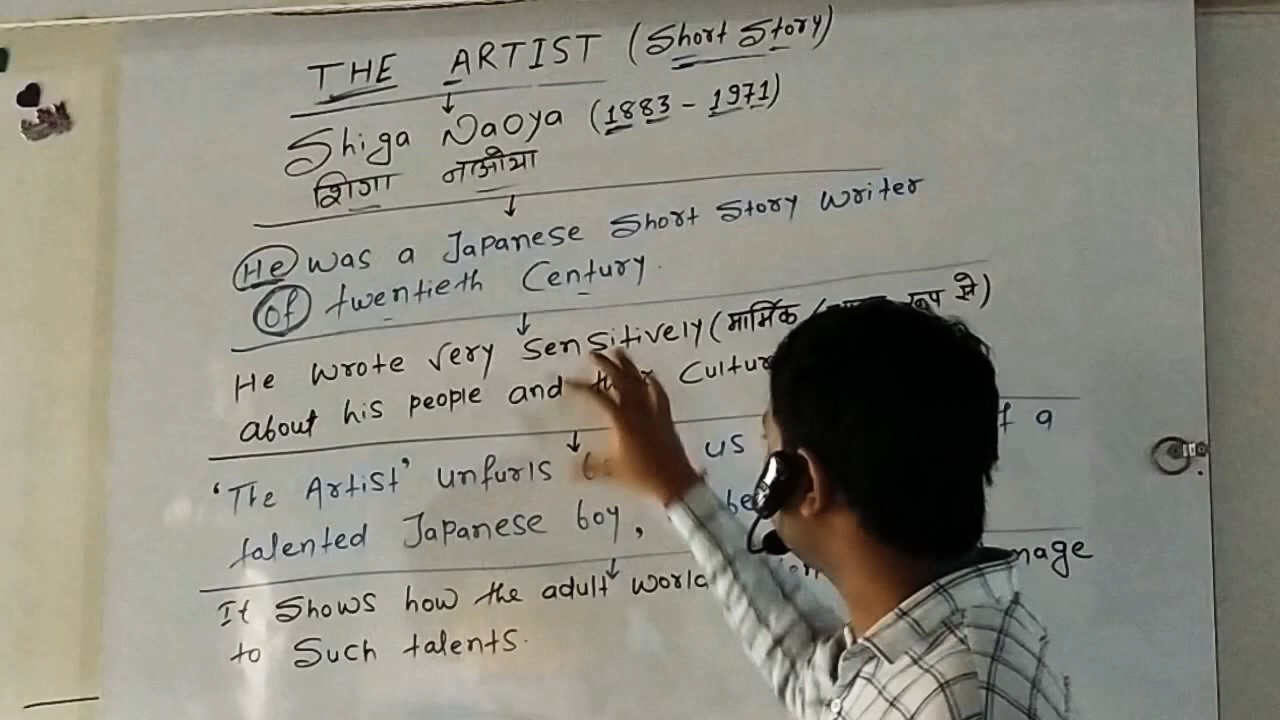 THE ARTIST (Short Story)
Shiga Naoya (1883 - 1971)
शिगा नाओया
He was a Japanese Short Story writer
of twentieth Century.
He wrote very sensitively (मार्मिक / रूप से)
about his people and their
'The Artist' unfurls us a
talented Japanese boy,
It Shows how the adult world
to Such talents.